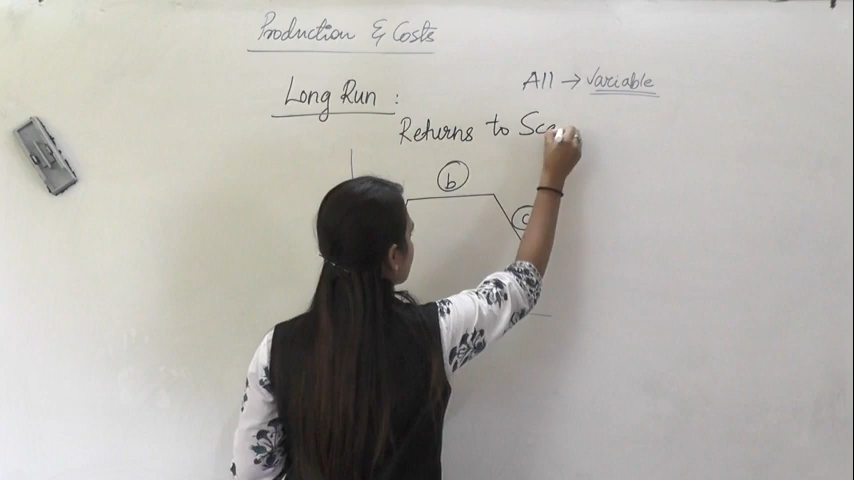 Production & Costs
All → Variable
Long Run :
Returns to Sca
b